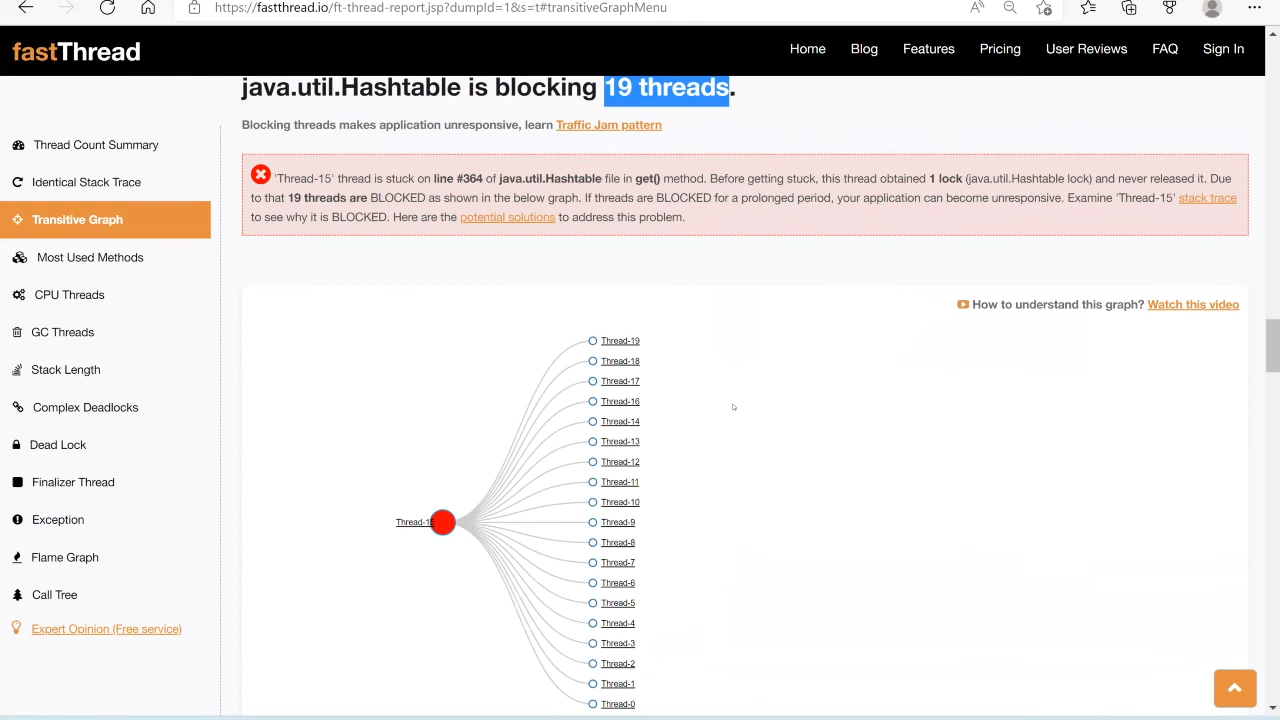 https://fastthread.io/ft-thread-report.jsp?dumpId=1&s=t#transitiveGraphMenu
fastThread
Home
Blog
Features
Pricing
User Reviews
FAQ
Sign In
java.util.Hashtable is blocking 19 threads.
Blocking threads makes application unresponsive, learn Traffic Jam pattern
'Thread-15' thread is stuck on line #364 of java.util.Hashtable file in get() method. Before getting stuck, this thread obtained 1 lock (java.util.Hashtable lock) and never released it. Due
to that 19 threads are BLOCKED as shown in the below graph. If threads are BLOCKED for a prolonged period, your application can become unresponsive. Examine 'Thread-15' stack trace
to see why it is BLOCKED. Here are the potential solutions to address this problem.
Thread Count Summary
Identical Stack Trace
Transitive Graph
Most Used Methods
CPU Threads
GC Threads
Stack Length
Complex Deadlocks
Dead Lock
Finalizer Thread
Exception
Flame Graph
Call Tree
Expert Opinion (Free service)
How to understand this graph? Watch this video
Thread-19
Thread-18
Thread-17
Thread-16
Thread-14
Thread-13
Thread-12
Thread-11
Thread-10
Thread-15
Thread-9
Thread-8
Thread-7
Thread-6
Thread-5
Thread-4
Thread-3
Thread-2
Thread-1
Thread-0